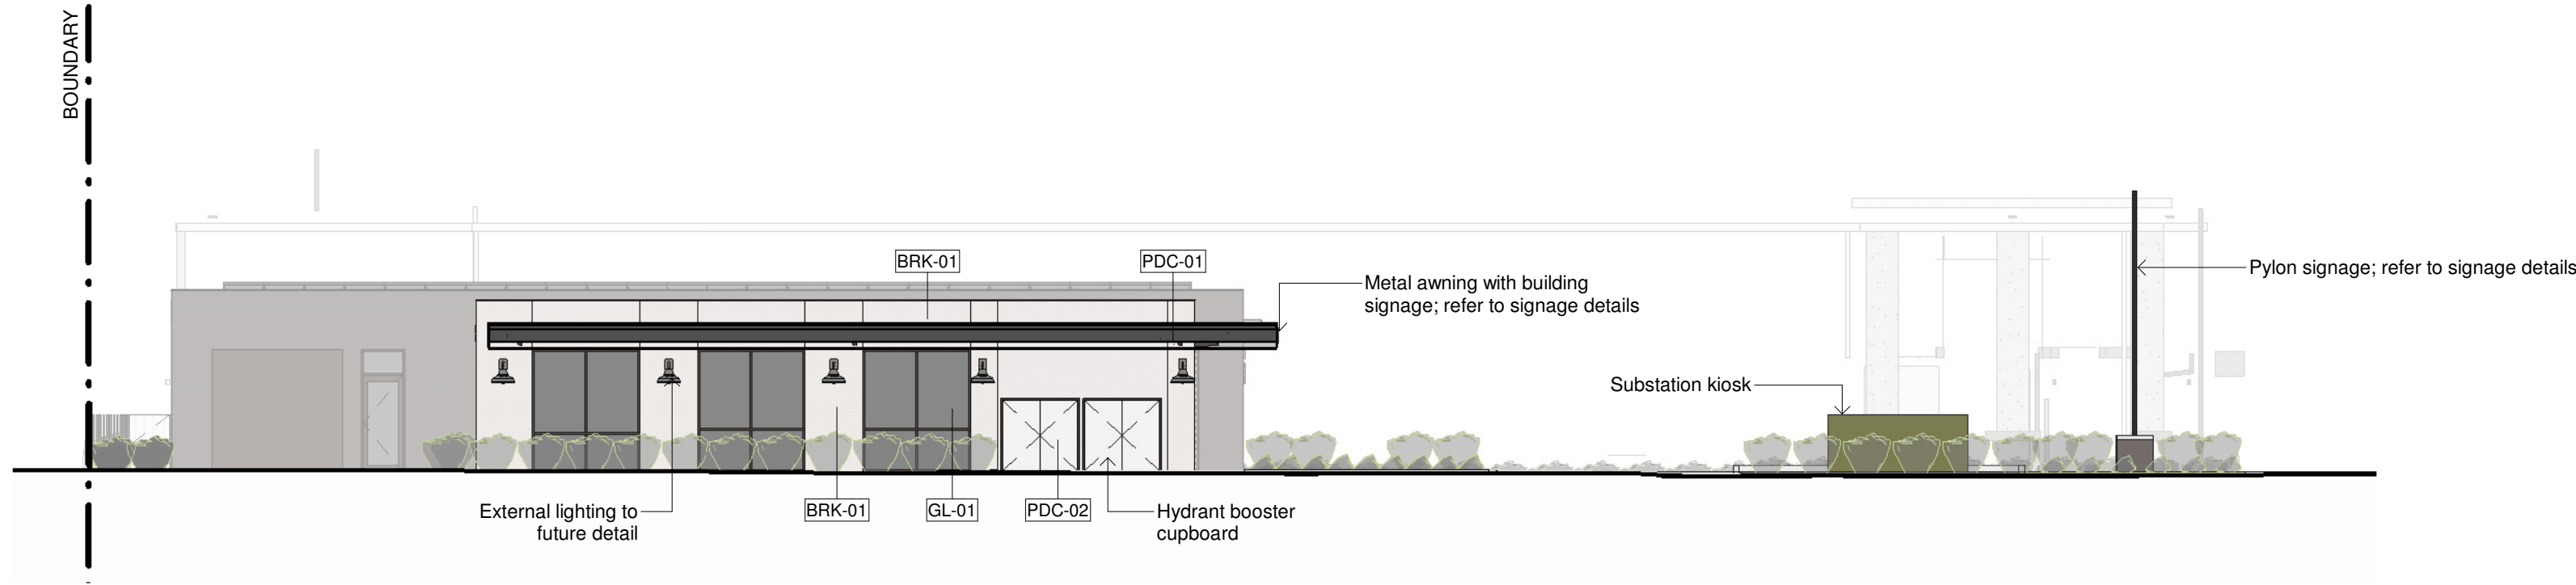 BOUNDARY
BRK-01
PDC-01
Metal awning with building
signage; refer to signage details
Pylon signage; refer to signage details
Substation kiosk
External lighting to
future detail
BRK-01
GL-01
PDC-02
Hydrant booster
cupboard